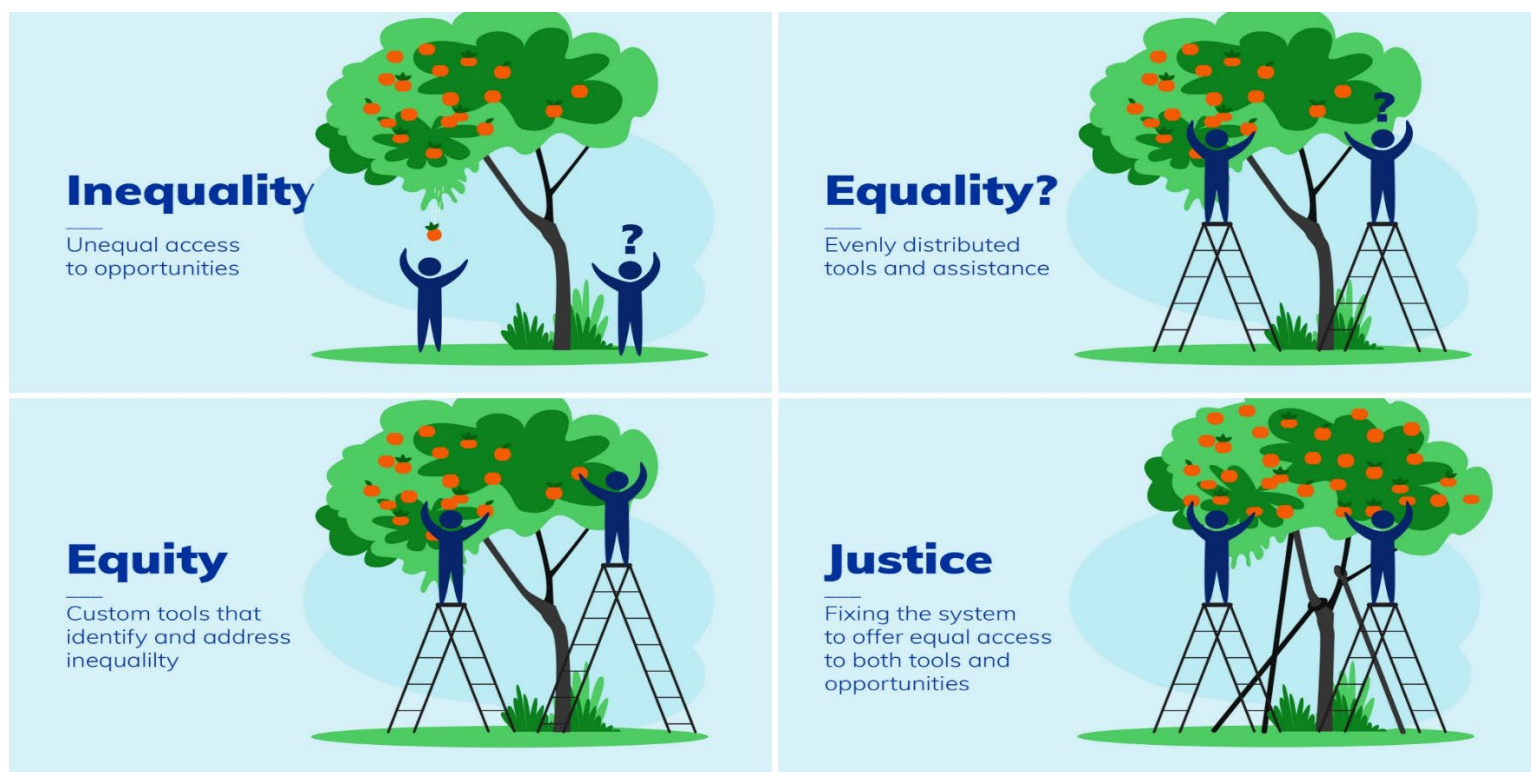 Inequality
Unequal access
to opportunities
?
Equality?
Evenly distributed
tools and assistance
?
Equity
Custom tools that
identify and address
inequalilty
Justice
Fixing the system
to offer equal access
to both tools and
opportunities